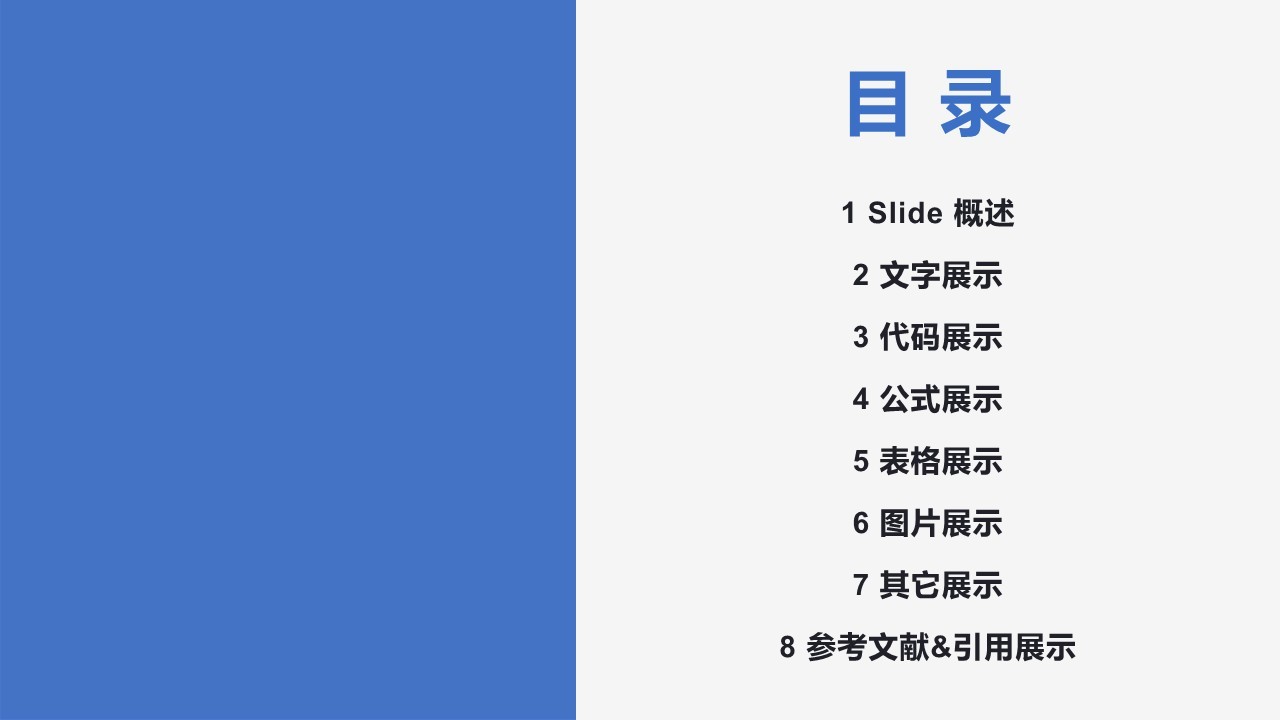 目 录
1 Slide 概述
2 文字展示
3 代码展示
4 公式展示
5 表格展示
6 图片展示
7 其它展示
8 参考文献&引用展示